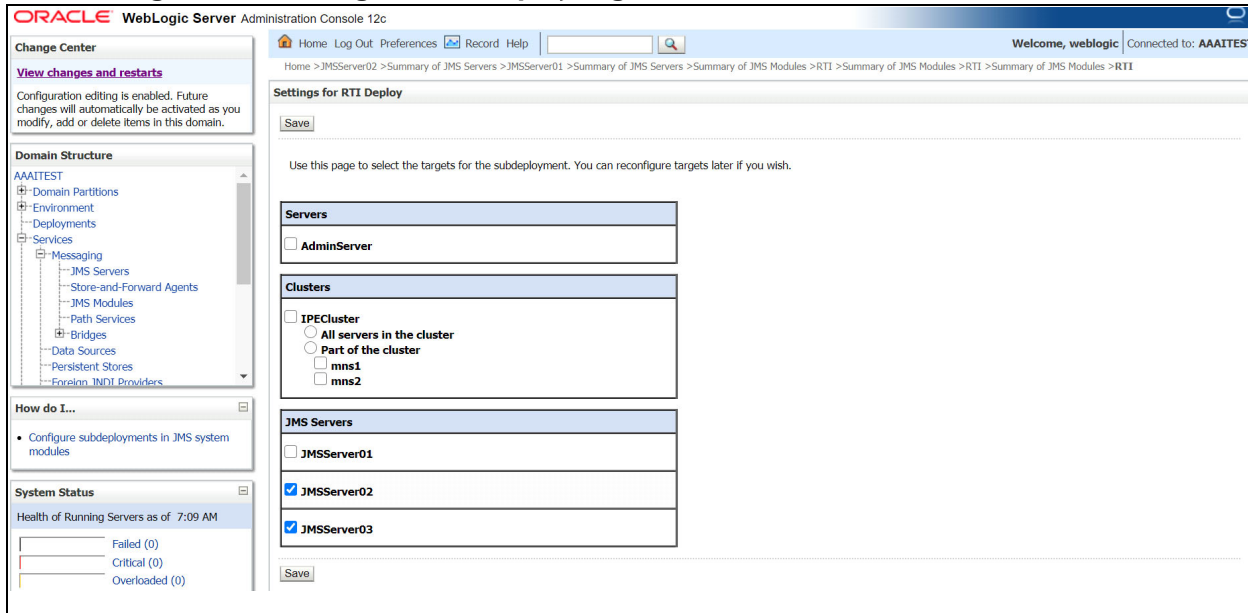 ORACLE WebLogic Server Administration Console 12c
Change Center
View changes and restarts
Configuration editing is enabled. Future
changes will automatically be activated as you
modify, add or delete items in this domain.
Domain Structure
AAAITEST
Domain Partitions
Environment
Deployments
Services
Messaging
JMS Servers
Store-and-Forward Agents
JMS Modules
Path Services
Bridges
Data Sources
Persistent Stores
Foreign JNDI Providers
How do I...
Configure subdeployments in JMS system
modules
System Status
Health of Running Servers as of 7:09 AM
Failed (0)
Critical (0)
Overloaded (0)
Home Log Out Preferences Record Help
Welcome, weblogic Connected to: AAAITEST
Home >JMSServer02 >Summary of JMS Servers >JMSServer01 >Summary of JMS Servers >Summary of JMS Modules >RTI >Summary of JMS Modules >RTI >Summary of JMS Modules >RTI
Settings for RTI Deploy
Save
Use this page to select the targets for the subdeployment. You can reconfigure targets later if you wish.
Servers
AdminServer
Clusters
IPECluster
All servers in the cluster
Part of the cluster
mns1
mns2
JMS Servers
JMSServer01
JMSServer02
JMSServer03
Save